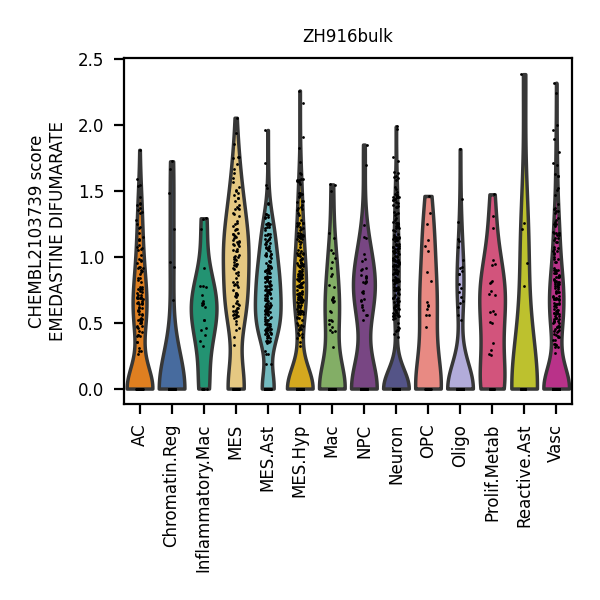 ZH916bulk
CHEMBL2103739 score
EMEDASTINE DIFUMARATE
2.5
2.0
1.5
1.0
0.5
0.0
AC
Chromatin.Reg
Inflammatory.Mac
MES
MES.Ast
MES.Hyp
Mac
NPC
Neuron
OPC
Oligo
Prolif.Metab
Reactive.Ast
Vasc